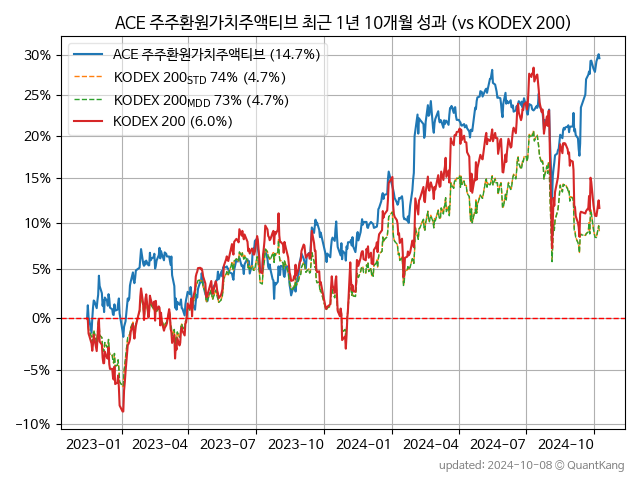 ACE 주주환원가치주액티브 최근 1년 10개월 성과 (vs KODEX 200)
ACE 주주환원가치주액티브 (14.7%)
KODEX 200STD 74% (4.7%)
KODEX 200MDD 73% (4.7%)
KODEX 200 (6.0%)
30%
25%
20%
15%
10%
5%
0%
−5%
−10%
2023-01 2023-04 2023-07 2023-10 2024-01 2024-04 2024-07 2024-10
updated: 2024-10-08 © QuantKang